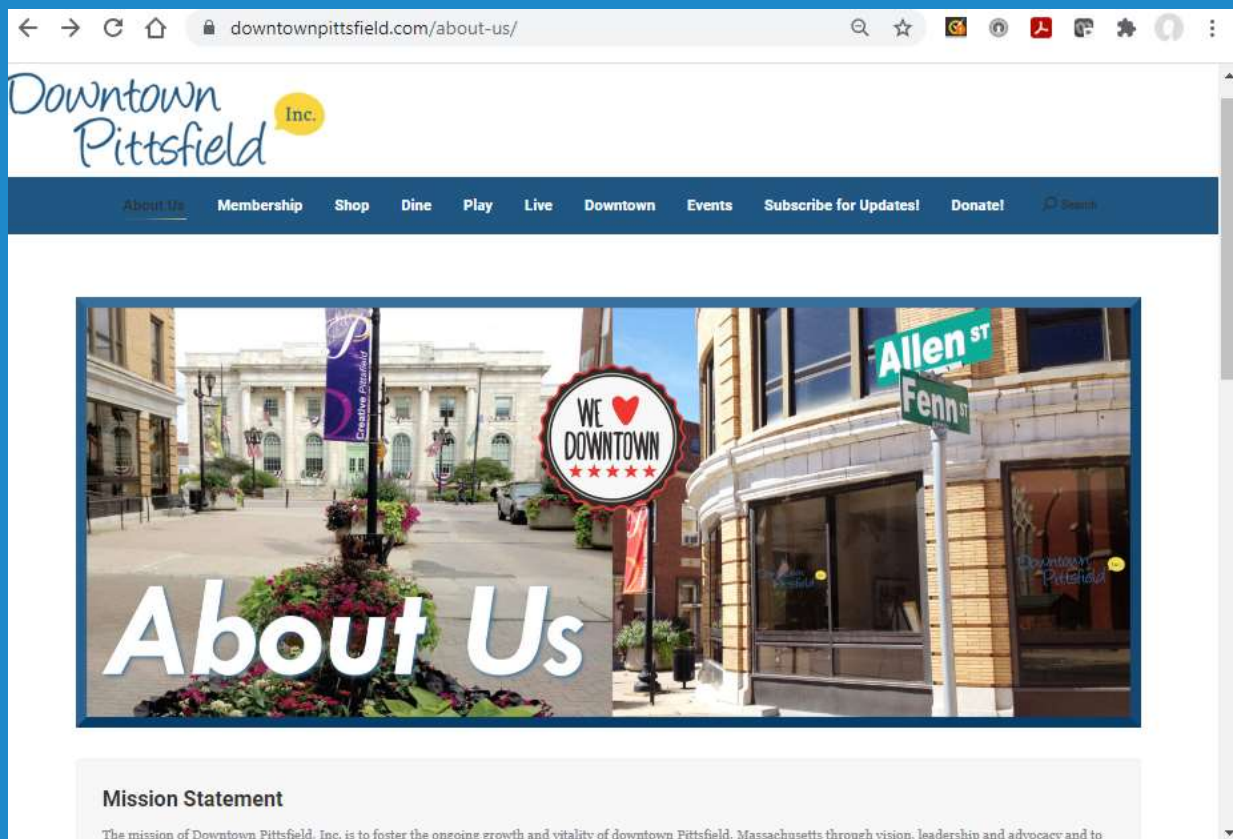 downtownpittsfield.com/about-us/
Downtown
Inc.
Pittsfield
About Us Membership Shop Dine Play Live Downtown Events Subscribe for Updates! Donate! Search
Creative Pittsfield
WE
DOWNTOWN
Allen ST
Fenn ST
Downtown
Pittsfield
Downtown
Pittsfield
About Us
Mission Statement
The mission of Downtown Pittsfield, Inc. is to foster the ongoing growth and vitality of downtown Pittsfield, Massachusetts through vision, leadership and advocacy and to